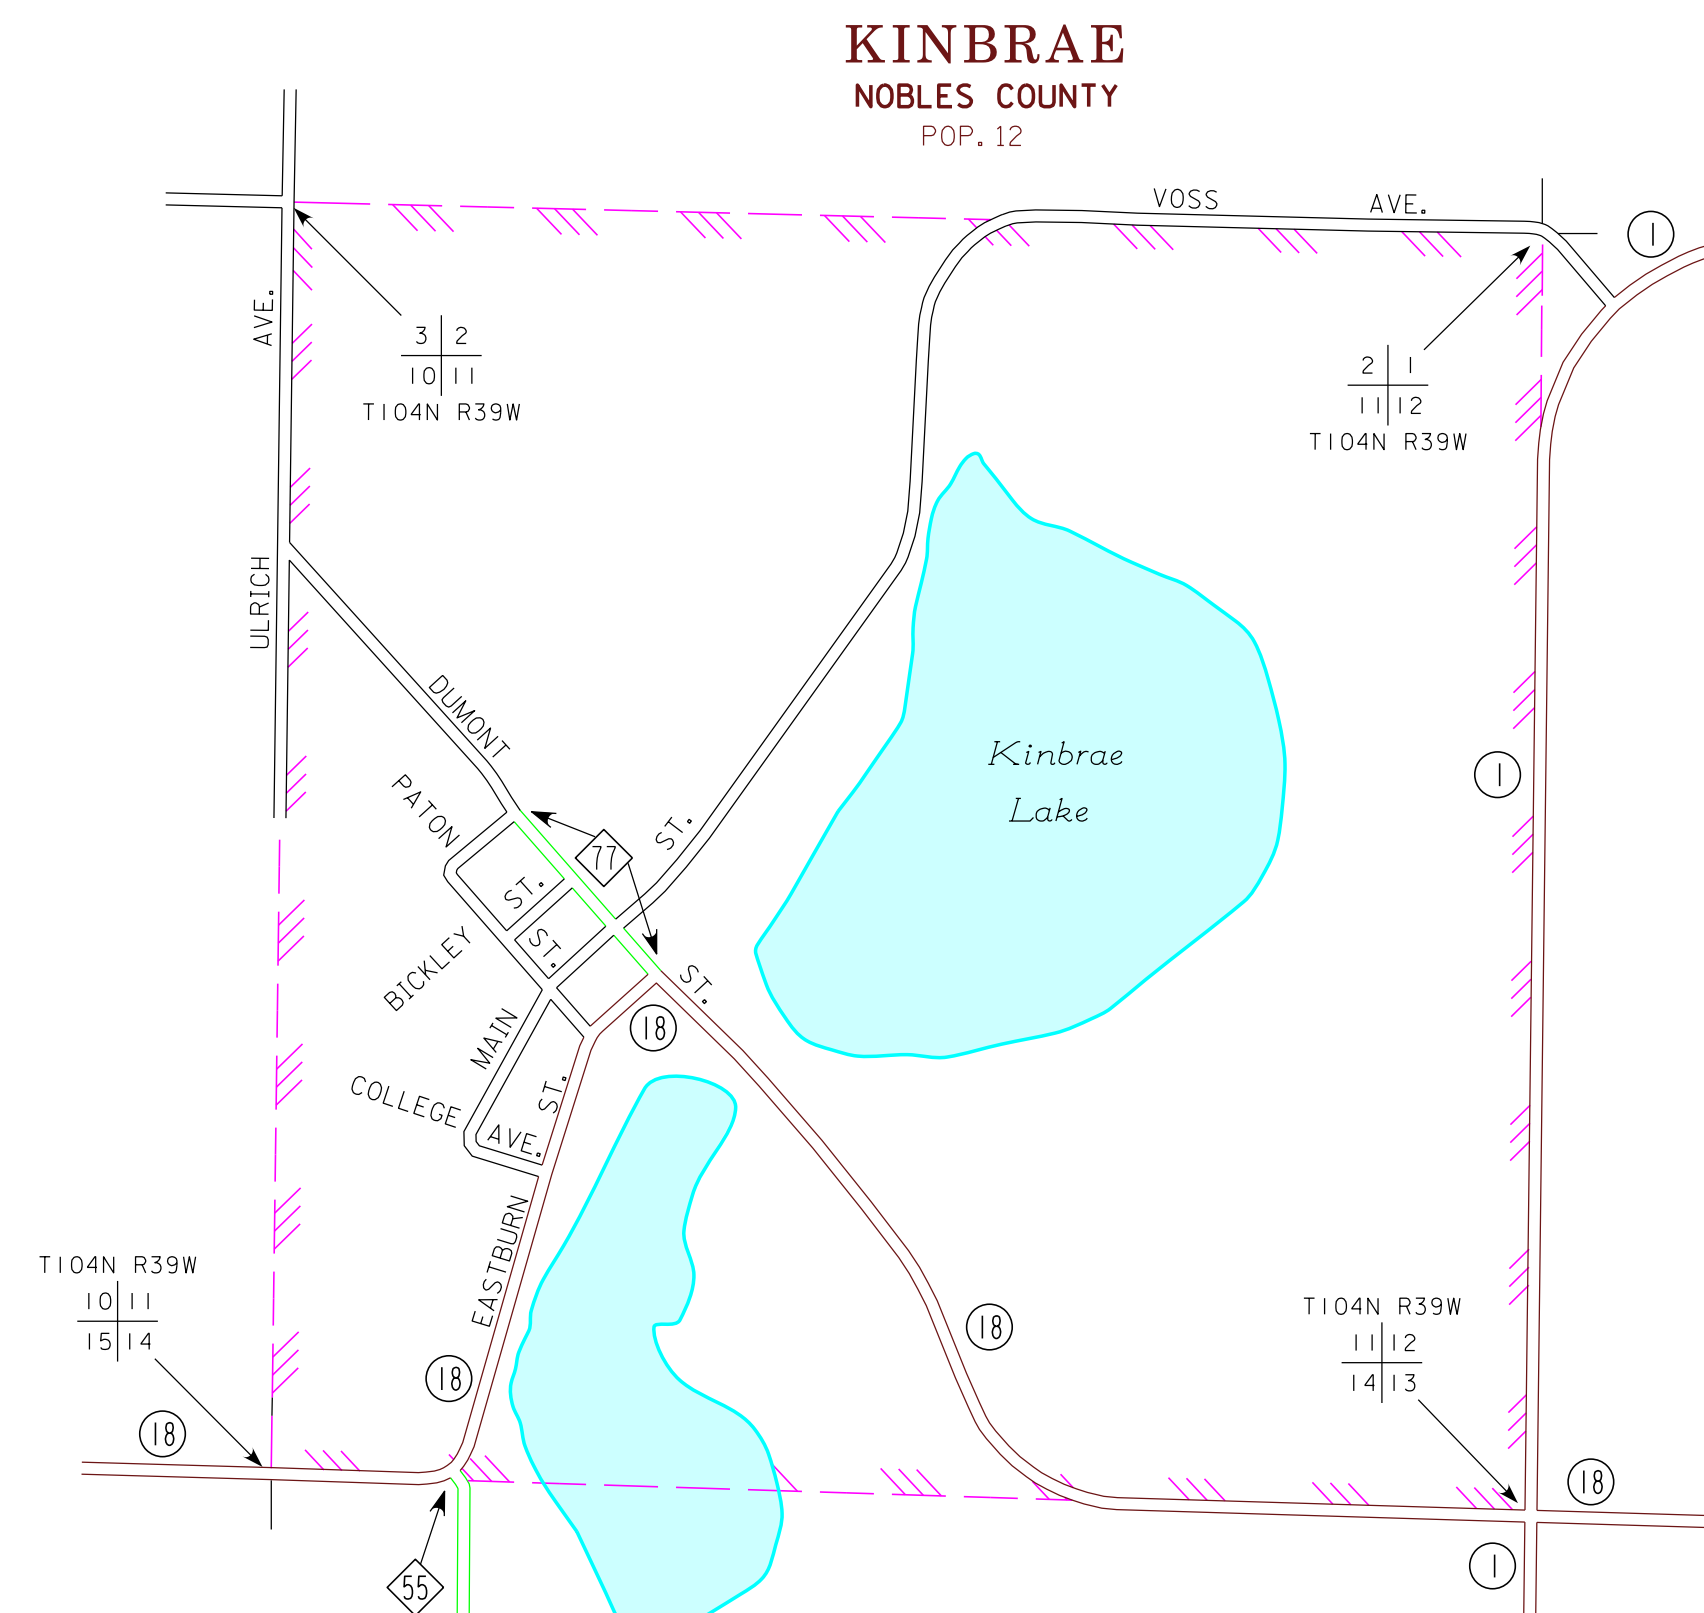 KINBRAE
NOBLES COUNTY
POP. 12
VOSS AVE.
1
ULRICH AVE.
3 2
10 11
T104N R39W
2 1
11 12
T104N R39W
DUMONT ST.
PATON ST.
77
ST.
Kinbrae
Lake
1
BICKLEY ST.
MAIN
18
COLLEGE AVE.
EASTBURN ST.
T104N R39W
10 11
15 14
18
18
18
T104N R39W
11 12
14 13
18
1
55